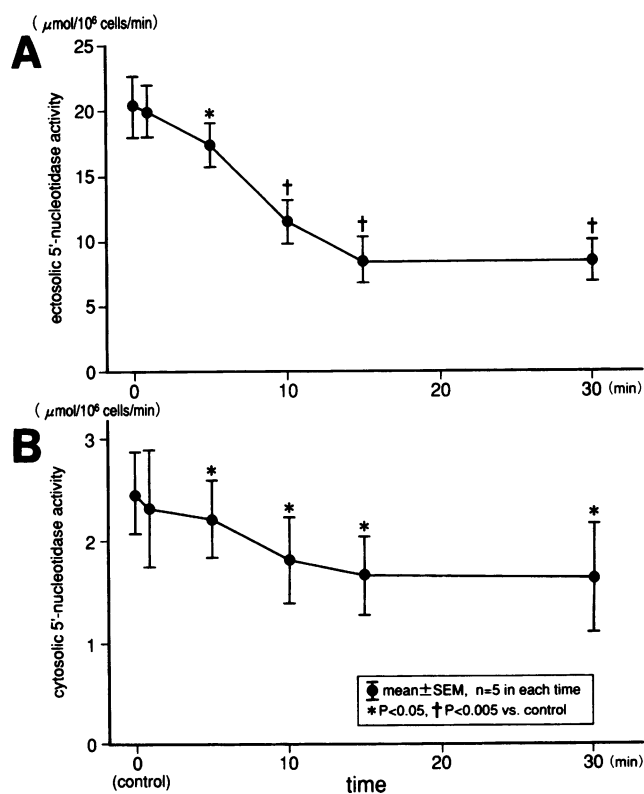 ( μmol/10⁶ cells/min)
A
ectosolic 5'-nucleotidase activity
25
20
15
10
5
0
*
†
†
†
0
10
20
30 (min)
( μmol/10⁶ cells/min)
B
cytosolic 5'-nucleotidase activity
3
2
1
0
*
*
*
*
mean±SEM, n=5 in each time
*P<0.05, †P<0.005 vs. control
0
10
20
30 (min)
(control)
time